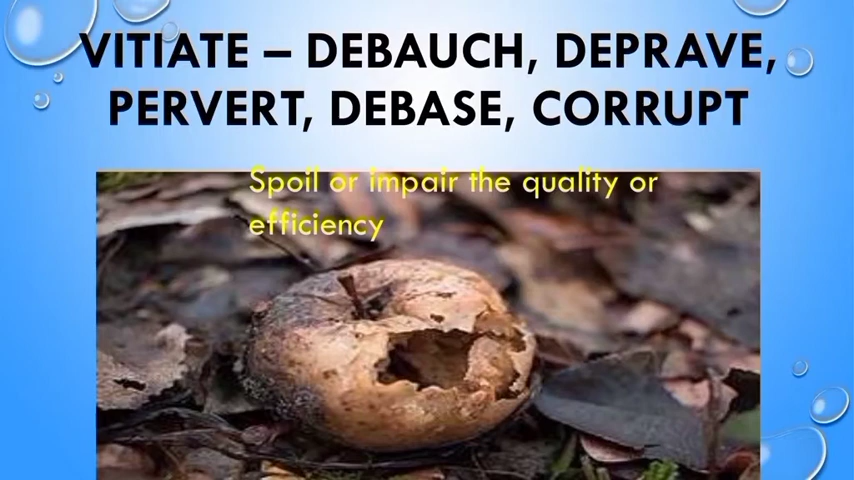 VITIATE – DEBAUCH, DEPRAVE,
PERVERT, DEBASE, CORRUPT
Spoil or impair the quality or
efficiency